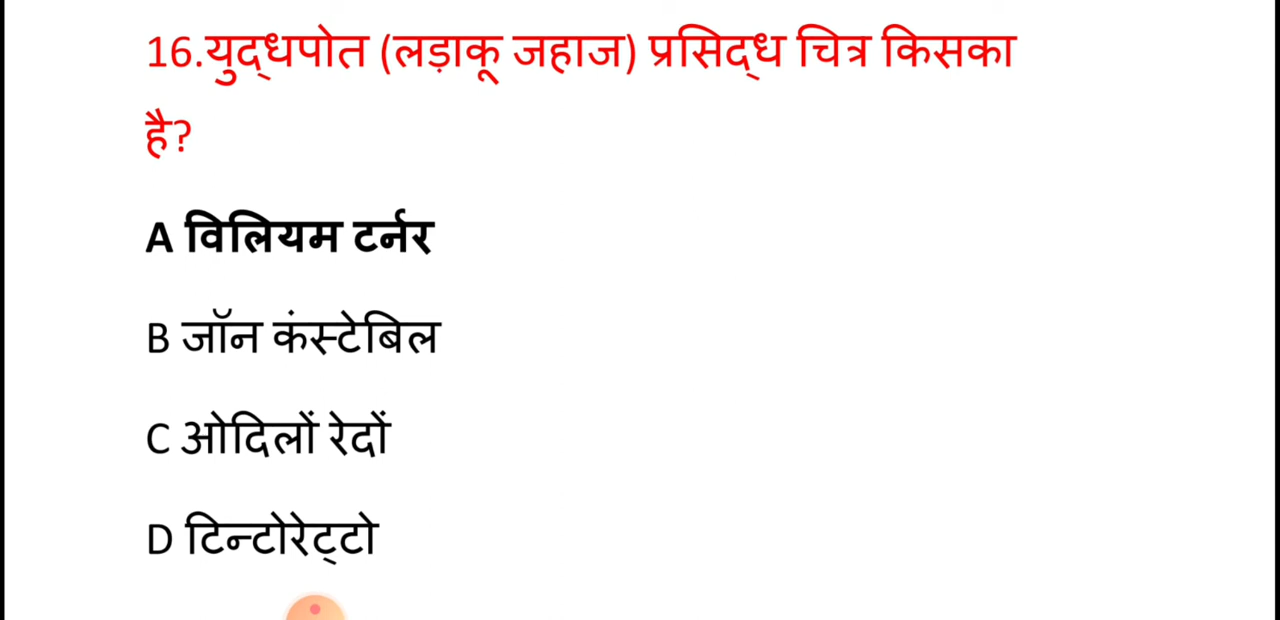 16.युद्धपोत (लड़ाकू जहाज) प्रसिद्ध चित्र किसका
है?
A विलियम टर्नर
B जॉन कंस्टेबिल
C ओदिलों रेदों
D टिन्टोरेट्टो